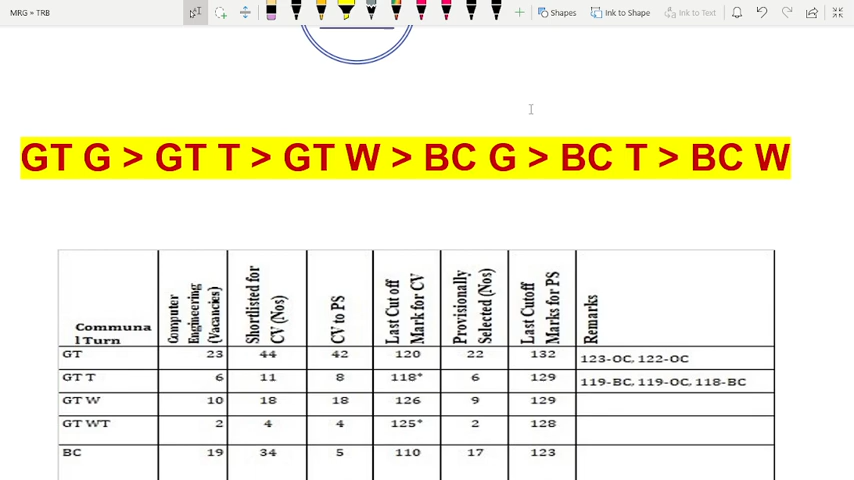 MRG » TRB
Shapes
Ink to Shape
Ink to Text
GT G > GT T > GT W > BC G > BC T > BC W
Communa l Turn | Computer Engineering (Vacancies) | Shortlisted for CV (Nos) | CV to PS | Last Cut off Mark for CV | Provisionally Selected (Nos) | Last Cutoff Marks for PS | Remarks
GT 23 44 42 120 22 132 123-OC, 122-OC
GT T 6 11 8 118* 6 129 119-BC, 119-OC, 118-BC
GT W 10 18 18 126 9 129
GT WT 2 4 4 125* 2 128
BC 19 34 5 110 17 123